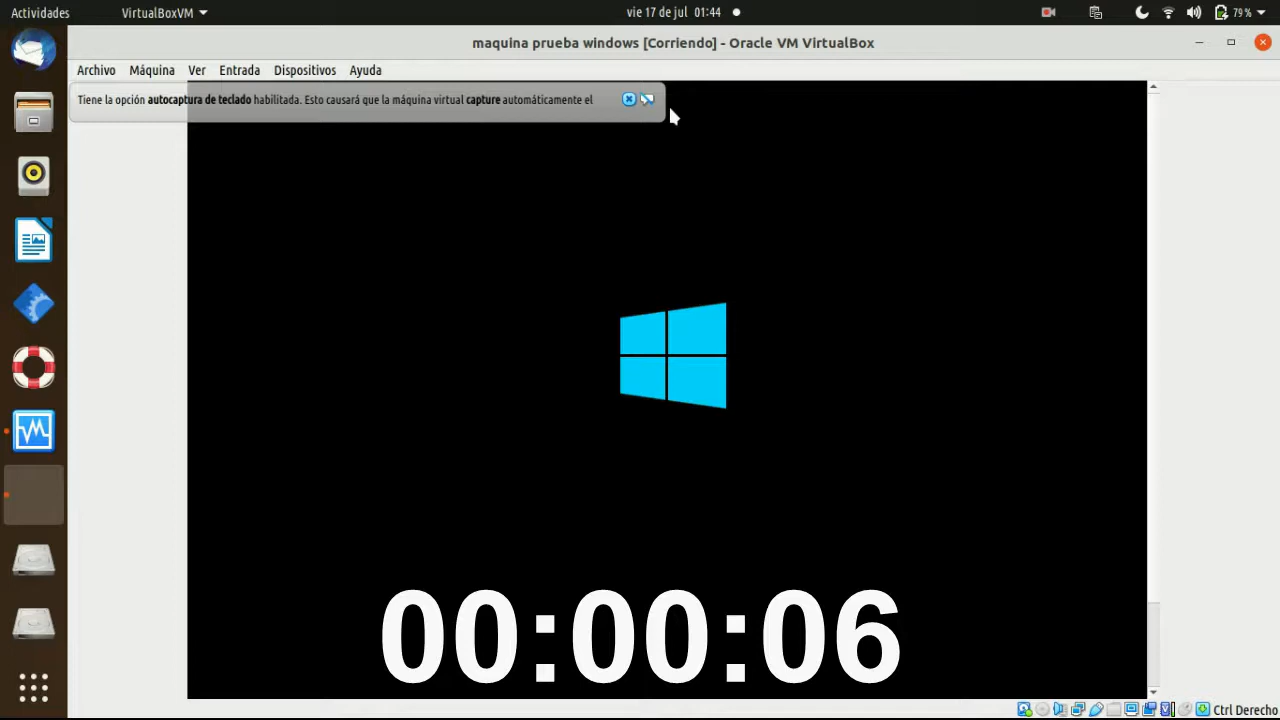 Actividades
VirtualBoxVM
vie 17 de jul 01:44
79%
maquina prueba windows [Corriendo] - Oracle VM VirtualBox
Archivo Máquina Ver Entrada Dispositivos Ayuda
Tiene la opción autocaptura de teclado habilitada. Esto causará que la máquina virtual capture automáticamente el
00:00:06
Ctrl Derecho